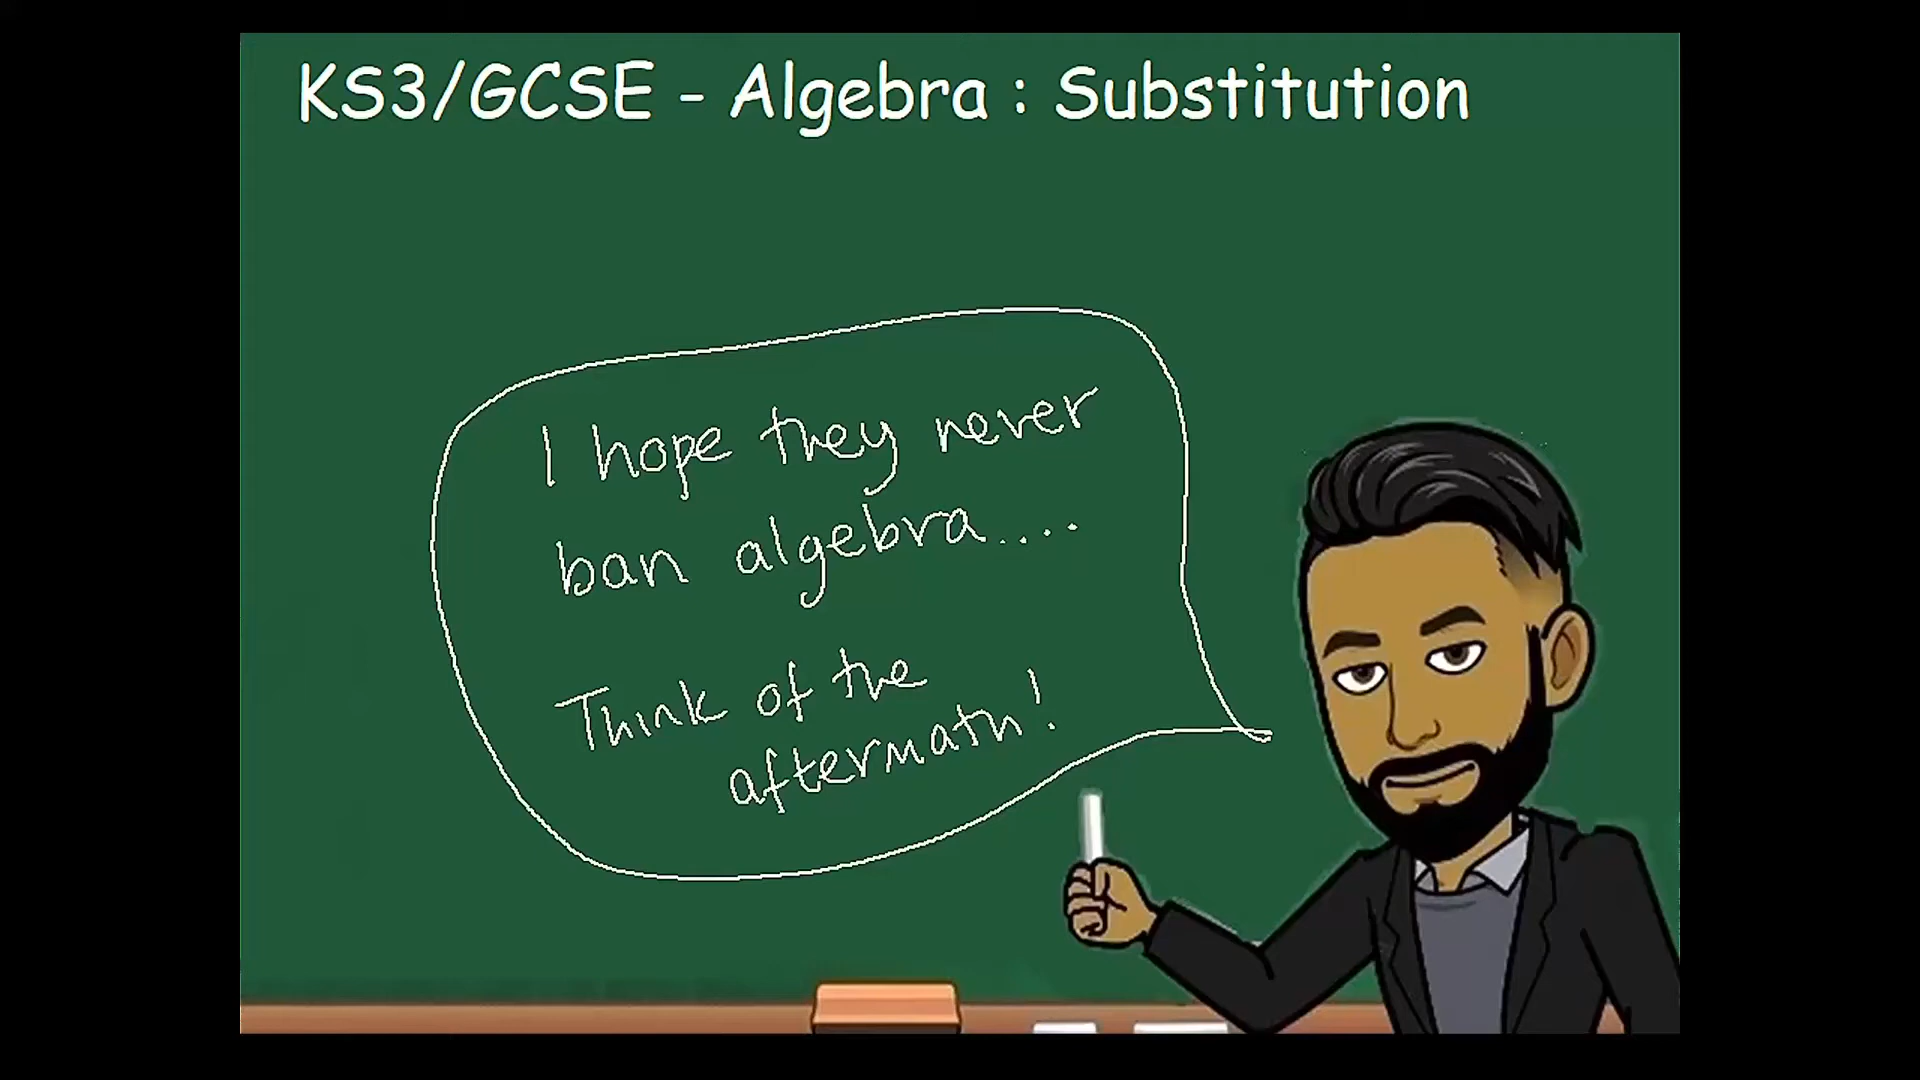 KS3/GCSE - Algebra : Substitution
I hope they never
ban algebra....
Think of the
aftermath!